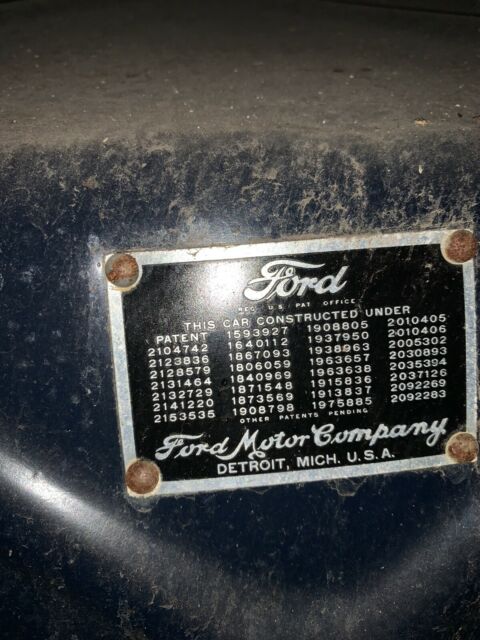 Ford
REG. U.S. PAT. OFFICE
THIS CAR CONSTRUCTED UNDER
PATENT 1593927 1908805 2010405
2104742 1640112 1937950 2010406
2123836 1867093 1938963 2005302
2128579 1806059 1963657 2030893
2131464 1840969 1963638 2035334
2132729 1871548 1915836 2037126
2141220 1873569 1913837 2092269
2153535 1908798 1975885 2092283
OTHER PATENTS PENDING
Ford Motor Company
DETROIT, MICH. U.S.A.